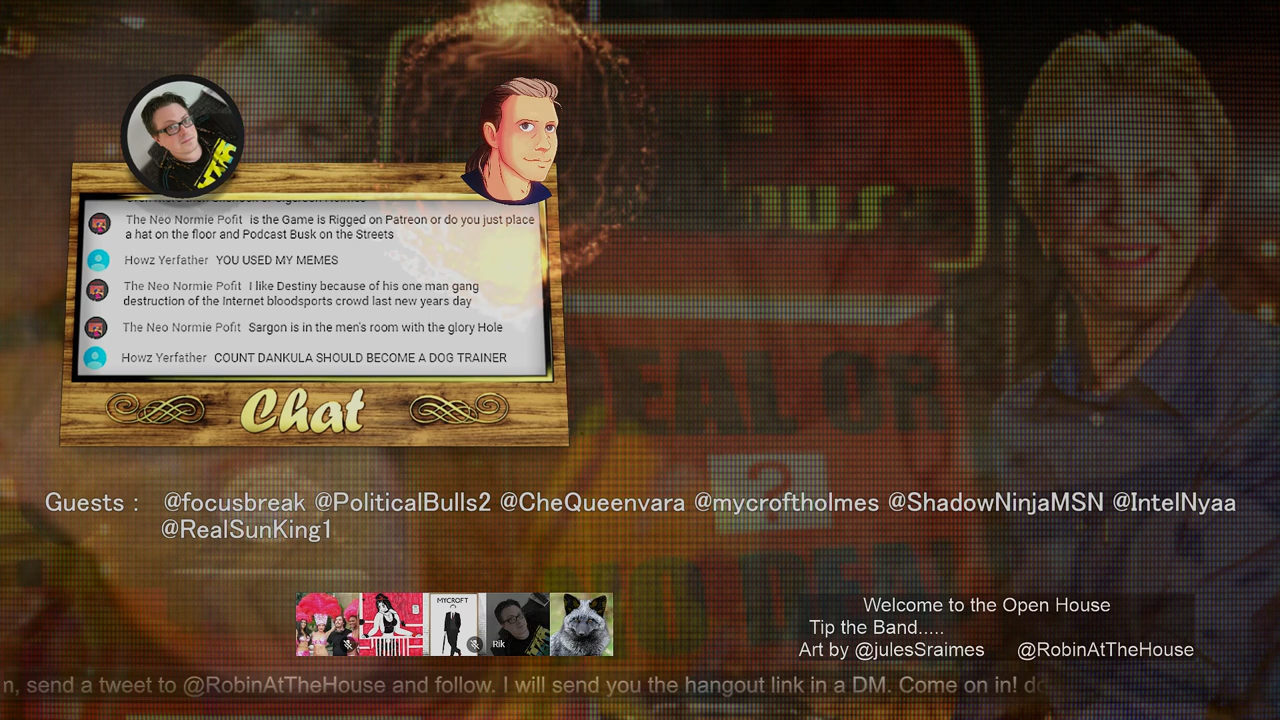 The Neo Normie Pofit is the Game is Rigged on Patreon or do you just place
a hat on the floor and Podcast Busk on the Streets
Howz Yerfather YOU USED MY MEMES
The Neo Normie Pofit I like Destiny because of his one man gang
destruction of the Internet bloodsports crowd last new years day
The Neo Normie Pofit Sargon is in the men's room with the glory Hole
Howz Yerfather COUNT DANKULA SHOULD BECOME A DOG TRAINER
Chat
DEAL OR
?
NO DEAL
Guests : @focusbreak @PoliticalBulls2 @CheQueenvara @mycroftholmes @ShadowNinjaMSN @IntelNyaa
@RealSunKing1
MYCROFT
Rik
Welcome to the Open House
Tip the Band.....
Art by @julesSraimes @RobinAtTheHouse
n, send a tweet to @RobinAtTheHouse and follow. I will send you the hangout link in a DM. Come on in! do